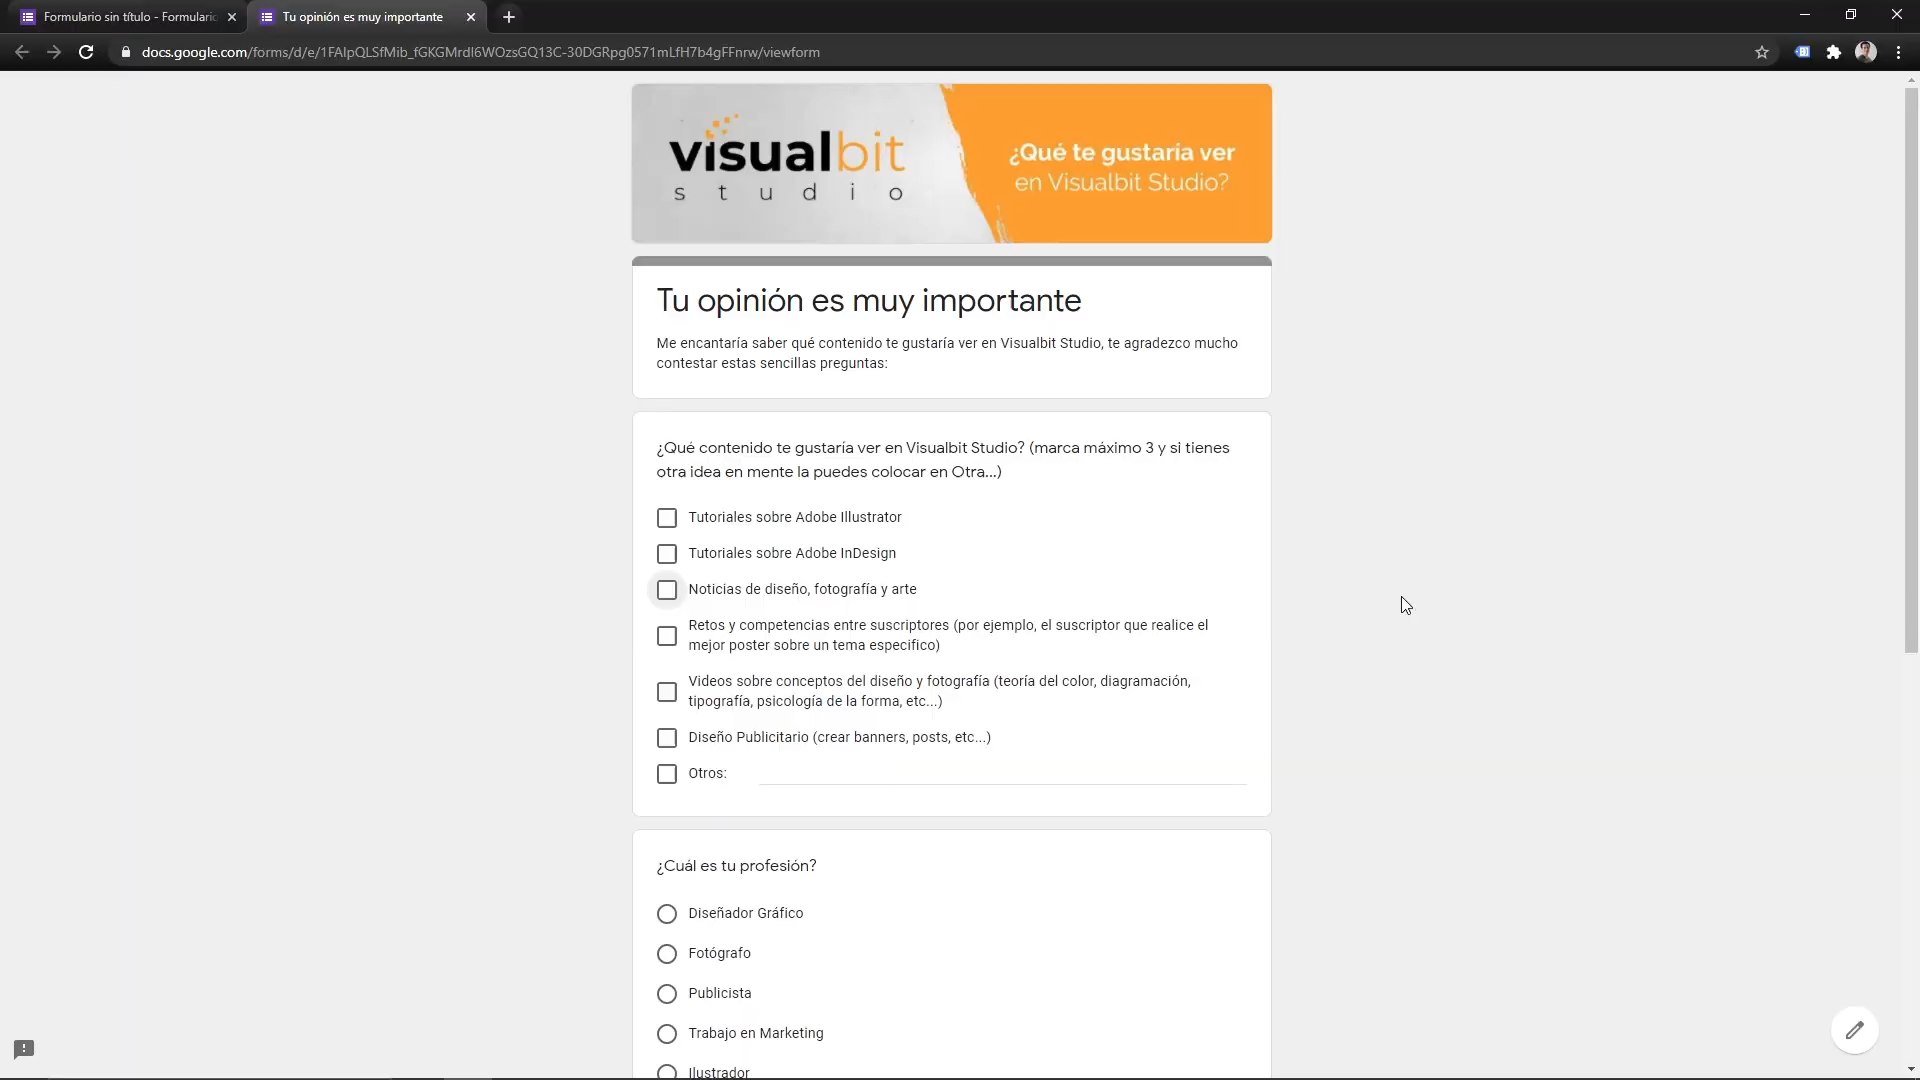 Formulario sin título - Formulario
Tu opinión es muy importante
docs.google.com/forms/d/e/1FAIpQLSfMib_fGKGMrdl6WOzsGQ13C-30DGRpg0571mLfH7b4gFFnrw/viewform
visualbit
studio
¿Qué te gustaría ver
en Visualbit Studio?
Tu opinión es muy importante
Me encantaría saber qué contenido te gustaría ver en Visualbit Studio, te agradezco mucho
contestar estas sencillas preguntas:
¿Qué contenido te gustaría ver en Visualbit Studio? (marca máximo 3 y si tienes
otra idea en mente la puedes colocar en Otra...)
Tutoriales sobre Adobe Illustrator
Tutoriales sobre Adobe InDesign
Noticias de diseño, fotografía y arte
Retos y competencias entre suscriptores (por ejemplo, el suscriptor que realice el
mejor poster sobre un tema especifico)
Videos sobre conceptos del diseño y fotografía (teoría del color, diagramación,
tipografía, psicología de la forma, etc...)
Diseño Publicitario (crear banners, posts, etc...)
Otros:
¿Cuál es tu profesión?
Diseñador Gráfico
Fotógrafo
Publicista
Trabajo en Marketing
Ilustrador